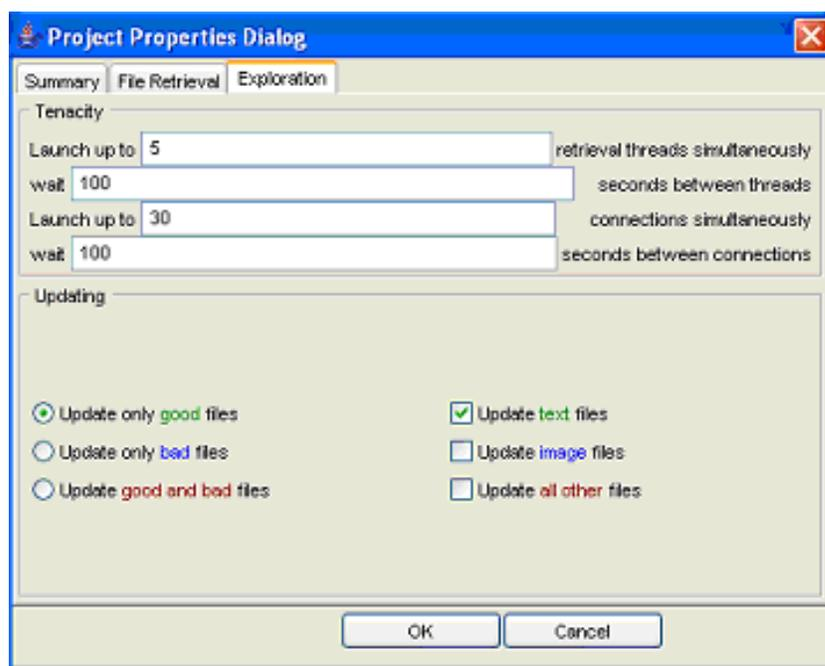 Project Properties Dialog
Summary File Retrieval Exploration
Tenacity
Launch up to 5 retrieval threads simultaneously
wait 100 seconds between threads
Launch up to 30 connections simultaneously
wait 100 seconds between connections
Updating
Update only good files Update text files
Update only bad files Update image files
Update good and bad files Update all other files
OK Cancel